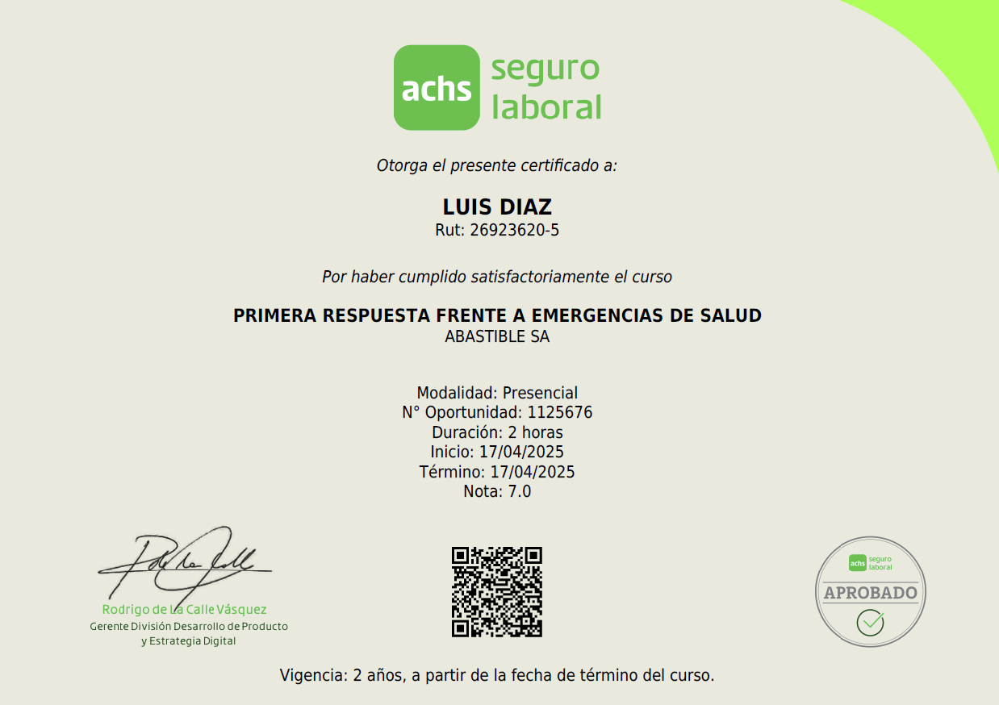 achs
seguro
laboral
Otorga el presente certificado a:
LUIS DIAZ
Rut: 26923620-5
Por haber cumplido satisfactoriamente el curso
PRIMERA RESPUESTA FRENTE A EMERGENCIAS DE SALUD
ABASTIBLE SA
Modalidad: Presencial
N° Oportunidad: 1125676
Duración: 2 horas
Inicio: 17/04/2025
Término: 17/04/2025
Nota: 7.0
Rodrigo de La Calle Vásquez
Gerente División Desarrollo de Producto
y Estrategia Digital
achs
seguro
laboral
APROBADO
Vigencia: 2 años, a partir de la fecha de término del curso.